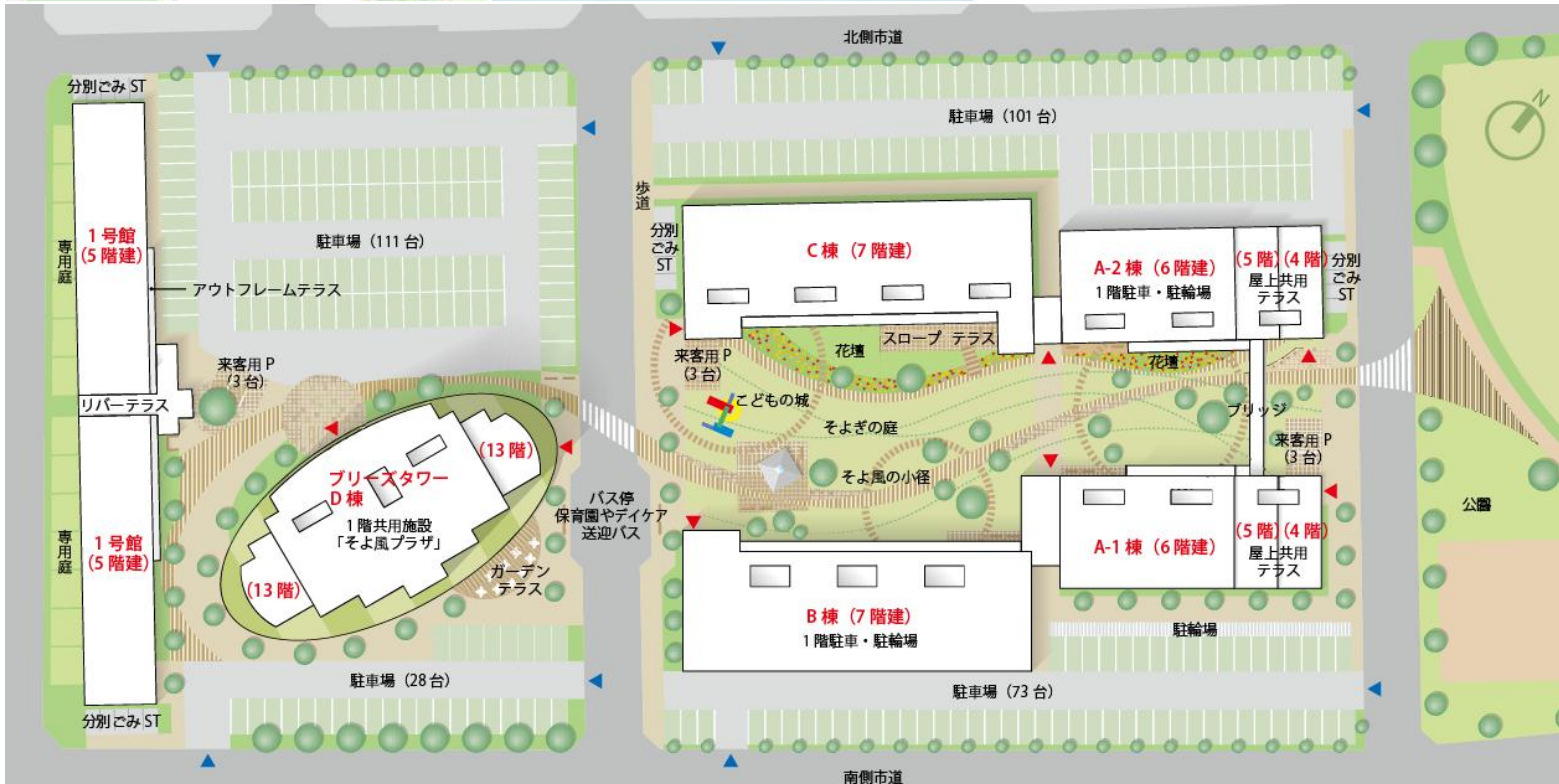 北側市道
分別ごみ ST
駐車場(101 台)
N
歩道
専用庭
1 号館
(5 階建)
駐車場(111 台)
アウトフレームテラス
分別
ごみ
ST
C 棟(7 階建)
A-2 棟(6 階建)
1 階駐車・駐輪場
(5 階)(4 階)
屋上共用
テラス
分別
ごみ
ST
来客用 P
(3 台)
リバーテラス
来客用 P
(3 台)
花壇
スロープ テラス
花壇
こどもの城
そよぎの庭
ブリッジ
来客用 P
(3 台)
そよ風の小径
(13 階)
ブリーズタワー
D 棟
1 階共用施設
「そよ風プラザ」
(13 階)
ガーデン
テラス
バス停
保育園やデイケア
送迎バス
専用庭
1 号館
(5 階建)
A-1 棟(6 階建)
(5 階)(4 階)
屋上共用
テラス
公園
B 棟(7 階建)
1 階駐車・駐輪場
駐輪場
駐車場(28 台)
駐車場(73 台)
分別ごみ ST
南側市道